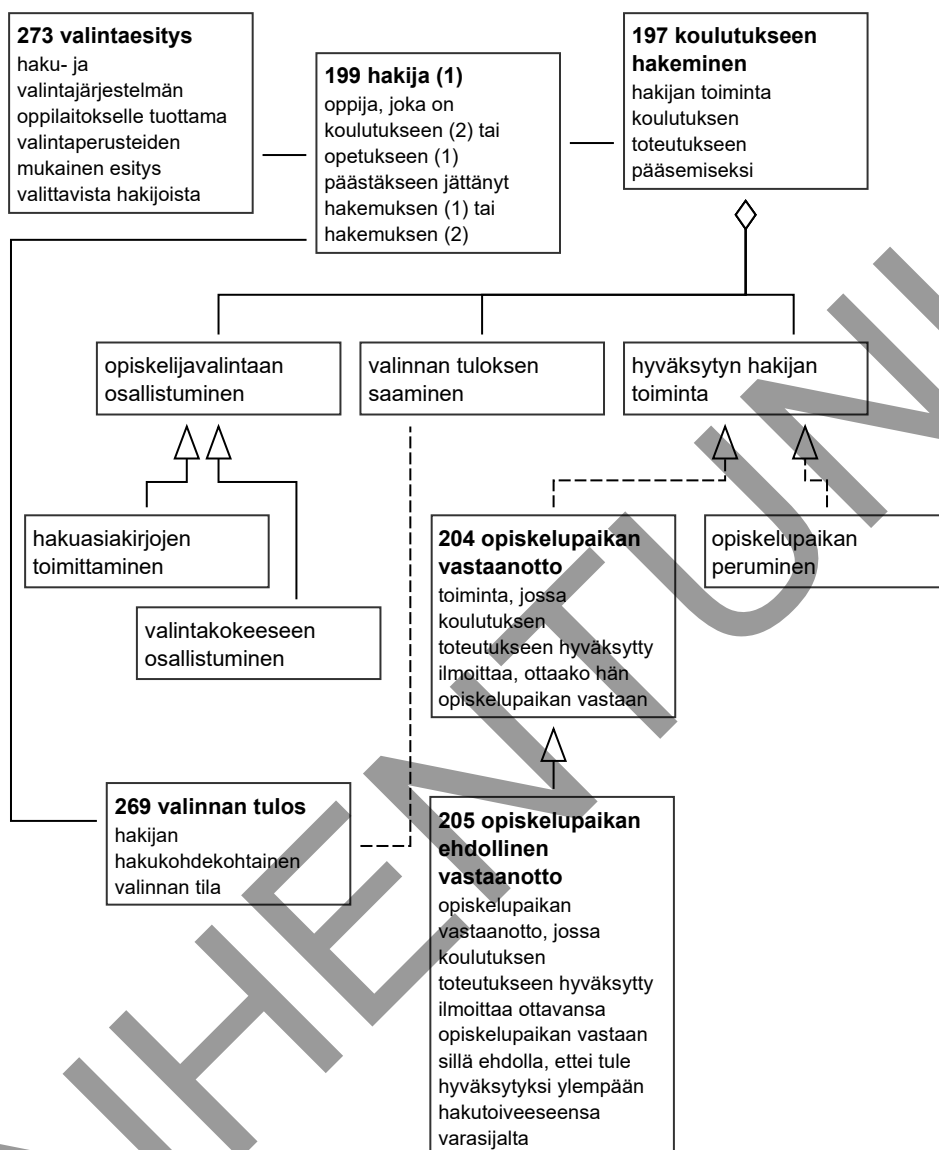 273 valintaesitys
haku- ja
valintajärjestelmän
oppilaitokselle tuottama
valintaperusteiden
mukainen esitys
valittavista hakijoista
199 hakija (1)
oppija, joka on
koulutukseen (2) tai
opetukseen (1)
päästäkseen jättänyt
hakemuksen (1) tai
hakemuksen (2)
197 koulutukseen
hakeminen
hakijan toiminta
koulutuksen
toteutukseen
pääsemiseksi
opiskelijavalintaan
osallistuminen
valinnan tuloksen
saaminen
hyväksytyn hakijan
toiminta
hakuasiakirjojen
toimittaminen
valintakokeeseen
osallistuminen
204 opiskelupaikan
vastaanotto
toiminta, jossa
koulutuksen
toteutukseen hyväksytty
ilmoittaa, ottaako hän
opiskelupaikan vastaan
opiskelupaikan
peruminen
269 valinnan tulos
hakijan
hakukohdekohtainen
valinnan tila
205 opiskelupaikan
ehdollinen
vastaanotto
opiskelupaikan
vastaanotto, jossa
koulutuksen
toteutukseen hyväksytty
ilmoittaa ottavansa
opiskelupaikan vastaan
sillä ehdolla, ettei tule
hyväksytyksi ylempään
hakutoiveeseensa
varasijalta